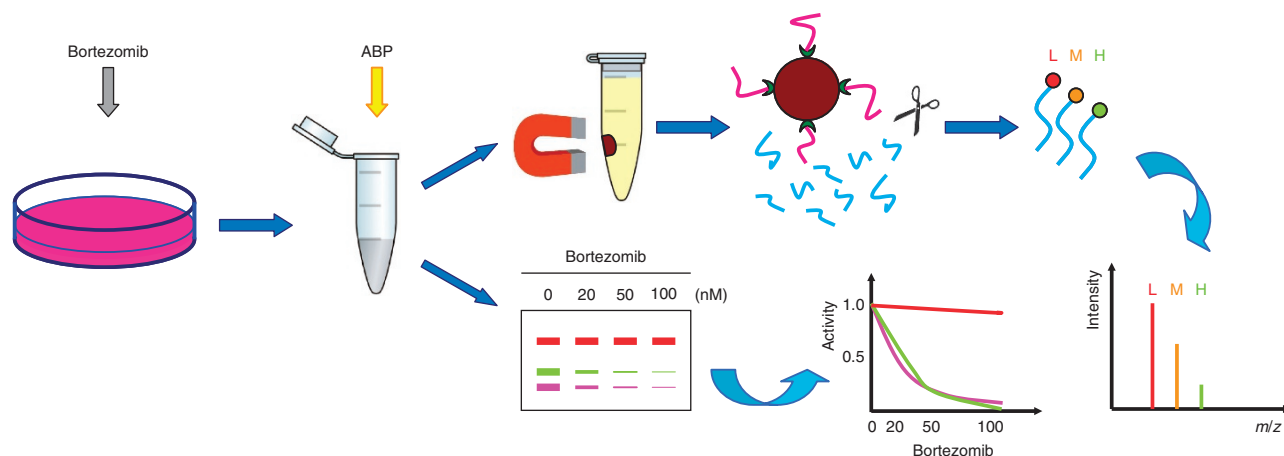 Bortezomib
ABP
L M H
Bortezomib
0 20 50 100 (nM)
Activity
1.0
0.5
0 20 50 100
Bortezomib
Intensity
L M H
m/z